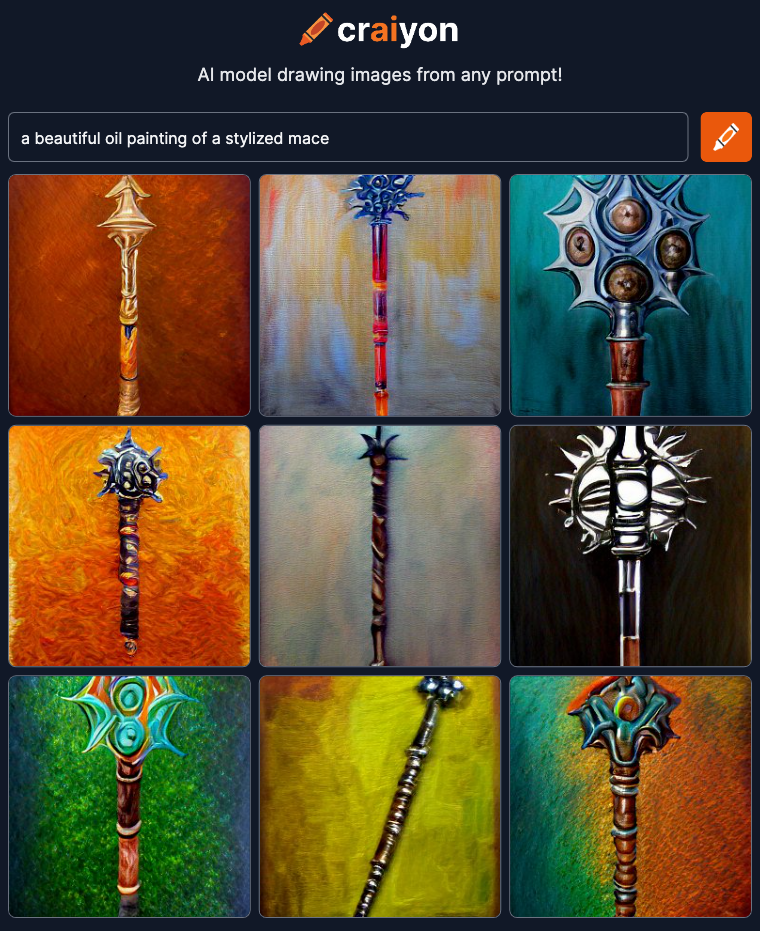 craiyon
AI model drawing images from any prompt!
a beautiful oil painting of a stylized mace